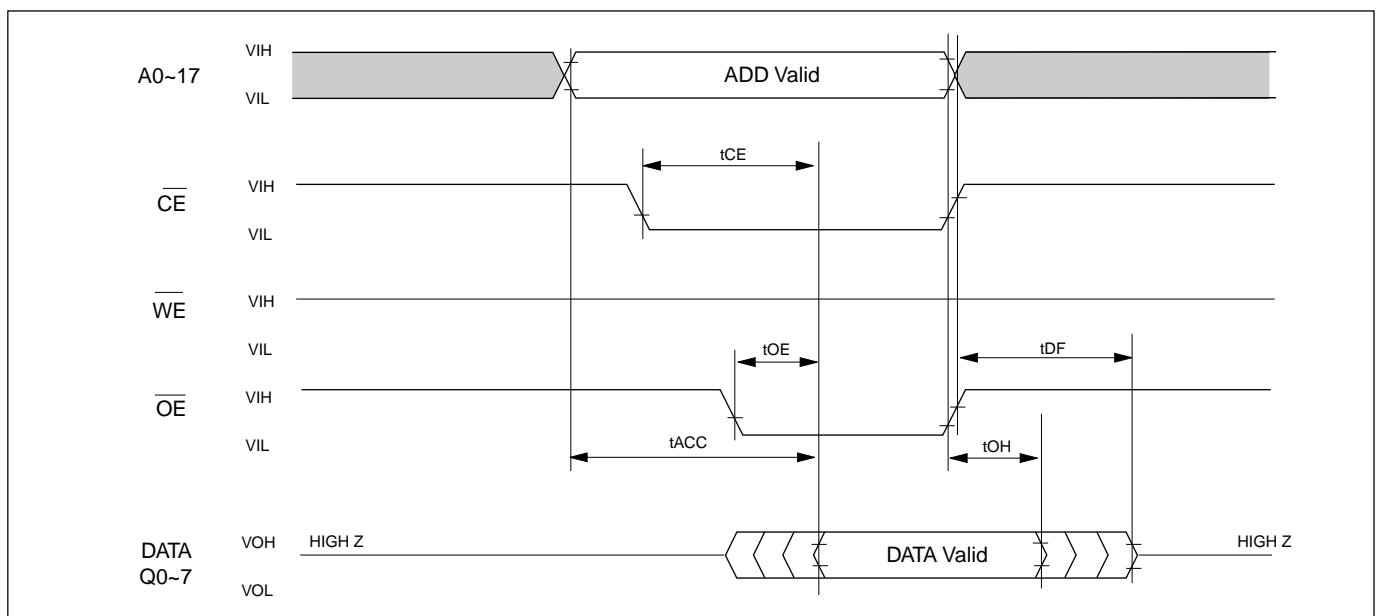 VIH
A0~17
ADD Valid
VIL
tCE
VIH
CE
VIL
WE
VIH
VIL
tOE
tDF
VIH
OE
VIL
tACC
tOH
VOH
HIGH Z
DATA Valid
HIGH Z
DATA
Q0~7
VOL